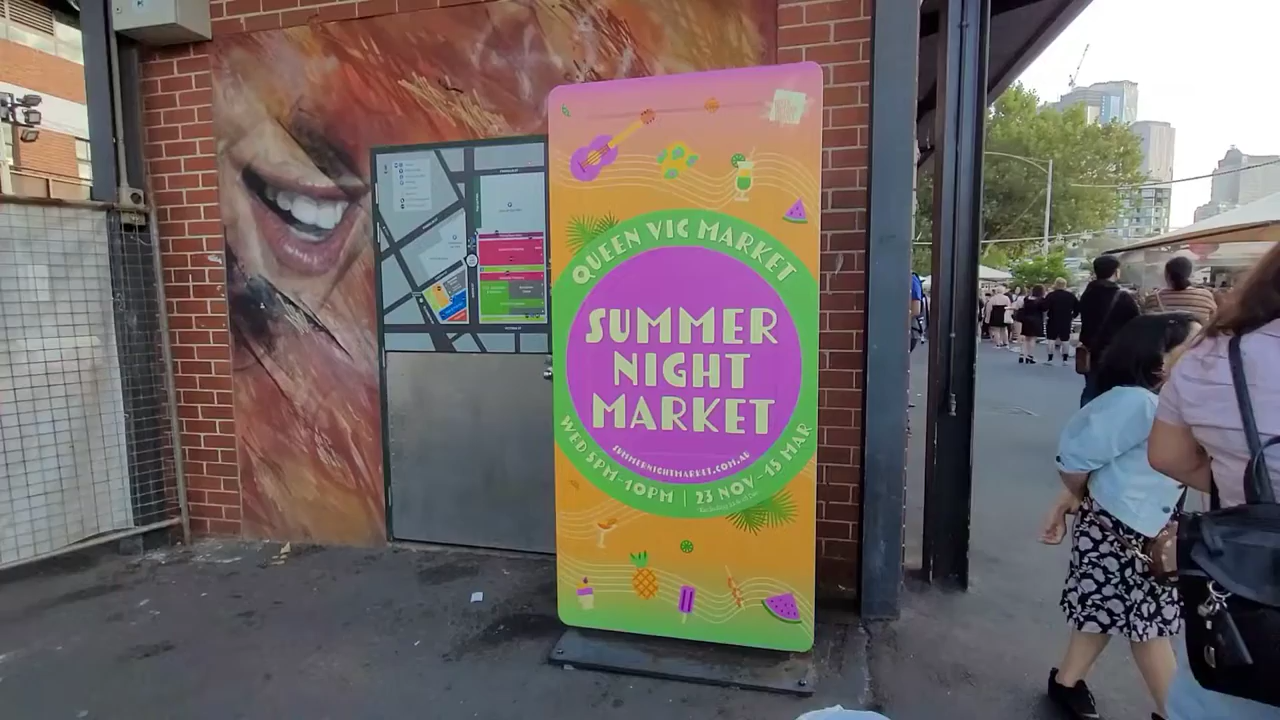 QUEEN VIC MARKET
SUMMER
NIGHT
MARKET
SUMMERNIGHTMARKET.COM.AU
WED 5PM-10PM | 23 NOV-15 MAR